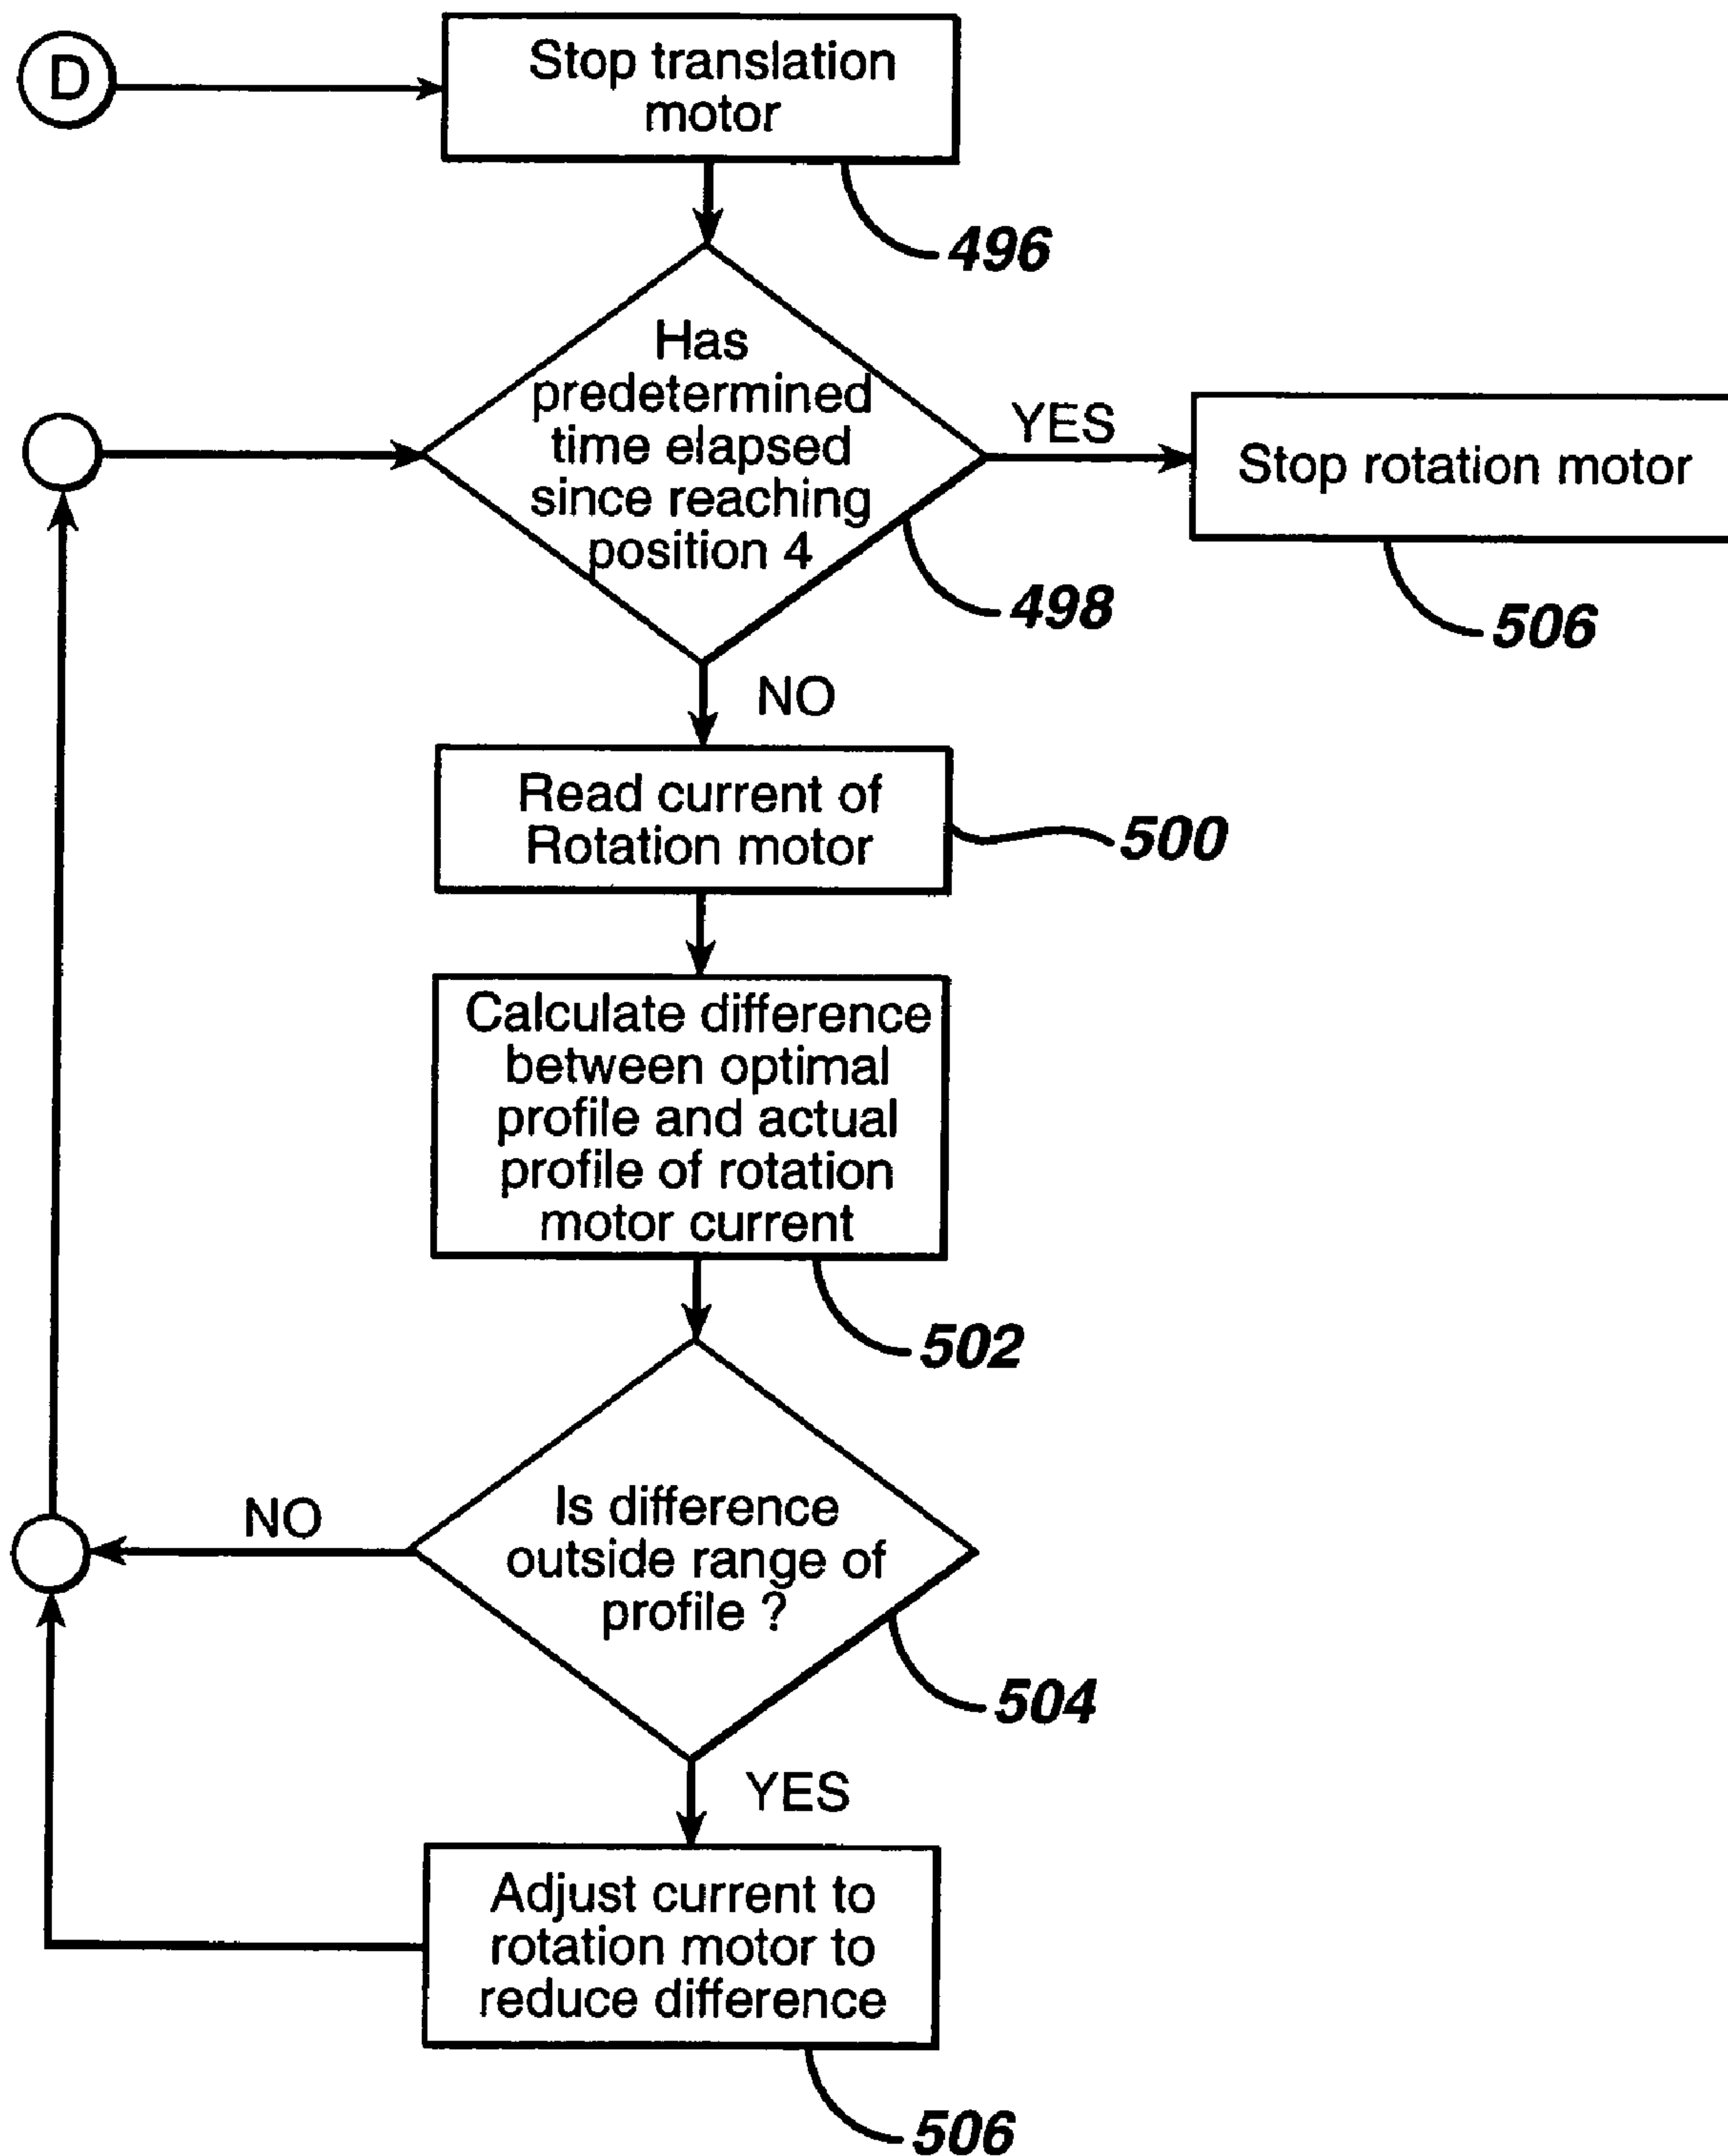 D
Stop translation
motor
496
Has
predetermined
time elapsed
since reaching
position 4
498
YES
Stop rotation motor
506
NO
Read current of
Rotation motor
500
Calculate difference
between optimal
profile and actual
profile of rotation
motor current
502
Is difference
outside range of
profile ?
504
NO
YES
Adjust current to
rotation motor to
reduce difference
506